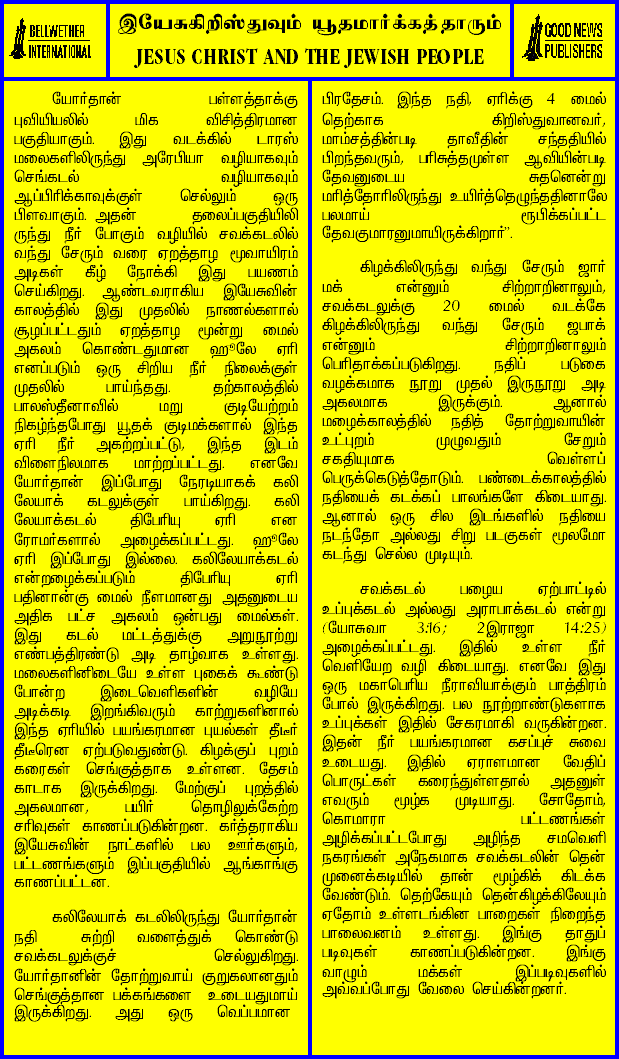 BELLWETHER
INTERNATIONAL
இயேசுகிறிஸ்துவும் யூதமார்க்கத்தாரும்
JESUS CHRIST AND THE JEWISH PEOPLE
GOOD NEWS
PUBLISHERS
யோர்தான் பள்ளத்தாக்கு
புவியியலில் மிக விசித்திரமான
பகுதியாகும். இது வடக்கில் டாரஸ்
மலைகளிலிருந்து அரேபியா வழியாகவும்
செங்கடல் வழியாகவும்
ஆப்பிரிக்காவுக்குள் செல்லும் ஒரு
பிளவாகும். அதன் தலைப்பகுதியிலி
ருந்து நீர் போகும் வழியில் சவக்கடலில்
வந்து சேரும் வரை ஏறத்தாழ மூவாயிரம்
அடிகள் கீழ் நோக்கி இது பயணம்
செய்கிறது. ஆண்டவராகிய இயேசுவின்
காலத்தில் இது முதலில் நாணல்களால்
சூழப்பட்டதும் ஏறத்தாழ மூன்று மைல்
அகலம் கொண்டதுமான ஹூலே ஏரி
எனப்படும் ஒரு சிறிய நீர் நிலைக்குள்
முதலில் பாய்ந்தது. தற்காலத்தில்
பாலஸ்தீனாவில் மறு குடியேற்றம்
நிகழ்ந்தபோது யூதக் குடிமக்களால் இந்த
ஏரி நீர் அகற்றப்பட்டு, இந்த இடம்
விளைநிலமாக மாற்றப்பட்டது. எனவே
யோர்தான் இப்போது நேரடியாகக் கலி
லேயாக் கடலுக்குள் பாய்கிறது. கலி
லேயாக்கடல் திபேரியு ஏரி என
ரோமர்களால் அழைக்கப்பட்டது. ஹூலே
ஏரி இப்போது இல்லை. கலிலேயாக்கடல்
என்றழைக்கப்படும் திபேரியு ஏரி
பதினான்கு மைல் நீளமானது அதனுடைய
அதிக பட்ச அகலம் ஒன்பது மைல்கள்.
இது கடல் மட்டத்துக்கு அறுநூற்று
எண்பத்திரண்டு அடி தாழ்வாக உள்ளது.
மலைகளினிடையே உள்ள புகைக் கூண்டு
போன்ற இடைவெளிகளின் வழியே
அடிக்கடி இறங்கிவரும் காற்றுகளினால்
இந்த ஏரியில் பயங்கரமான புயல்கள் திடீர்
திடீரென ஏற்படுவதுண்டு. கிழக்குப் புறம்
கரைகள் செங்குத்தாக உள்ளன. தேசம்
காடாக இருக்கிறது. மேற்குப் புறத்தில்
அகலமான, பயிர் தொழிலுக்கேற்ற
சரிவுகள் காணப்படுகின்றன. கர்த்தராகிய
இயேசுவின் நாட்களில் பல ஊர்களும்,
பட்டணங்களும் இப்பகுதியில் ஆங்காங்கு
காணப்பட்டன.
கலிலேயாக் கடலிலிருந்து யோர்தான்
நதி சுற்றி வளைத்துக் கொண்டு
சவக்கடலுக்குச் செல்லுகிறது.
யோர்தானின் தோற்றுவாய் குறுகலானதும்
செங்குத்தான பக்கங்களை உடையதுமாய்
இருக்கிறது. அது ஒரு வெப்பமான
பிரதேசம். இந்த நதி, ஏரிக்கு 4 மைல்
தெற்காக கிறிஸ்துவானவர்,
மாம்சத்தின்படி தாவீதின் சந்ததியில்
பிறந்தவரும், பரிசுத்தமுள்ள ஆவியின்படி
தேவனுடைய சுதனென்று
மரித்தோரிலிருந்து உயிர்த்தெழுந்ததினாலே
பலமாய் ரூபிக்கப்பட்ட
தேவகுமாரனுமாயிருக்கிறார்”.
கிழக்கிலிருந்து வந்து சேரும் ஜார்
மக் என்னும் சிற்றாறினாலும்,
சவக்கடலுக்கு 20 மைல் வடக்கே
கிழக்கிலிருந்து வந்து சேரும் ஜபாக்
என்னும் சிற்றாறினாலும்
பெரிதாக்கப்படுகிறது. நதிப் படுகை
வழக்கமாக நூறு முதல் இருநூறு அடி
அகலமாக இருக்கும். ஆனால்
மழைக்காலத்தில் நதித் தோற்றுவாயின்
உட்புறம் முழுவதும் சேறும்
சகதியுமாக வெள்ளப்
பெருக்கெடுத்தோடும். பண்டைக்காலத்தில்
நதியைக் கடக்கப் பாலங்களே கிடையாது.
ஆனால் ஒரு சில இடங்களில் நதியை
நடந்தோ அல்லது சிறு படகுகள் மூலமோ
கடந்து செல்ல முடியும்.
சவக்கடல் பழைய ஏற்பாட்டில்
உப்புக்கடல் அல்லது அராபாக்கடல் என்று
(யோசுவா 3:16; 2இராஜா 14:25)
அழைக்கப்பட்டது. இதில் உள்ள நீர்
வெளியேற வழி கிடையாது. எனவே இது
ஒரு மகாபெரிய நீராவியாக்கும் பாத்திரம்
போல் இருக்கிறது. பல நூற்றாண்டுகளாக
உப்புக்கள் இதில் சேகரமாகி வருகின்றன.
இதன் நீர் பயங்கரமான கசப்புச் சுவை
உடையது. இதில் ஏராளமான வேதிப்
பொருட்கள் கரைந்துள்ளதால் அதனுள்
எவரும் மூழ்க முடியாது. சோதோம்,
கொமாரா பட்டணங்கள்
அழிக்கப்பட்டபோது அழிந்த சமவெளி
நகரங்கள் அநேகமாக சவக்கடலின் தென்
முனைக்கடியில் தான் மூழ்கிக் கிடக்க
வேண்டும். தெற்கேயும் தென்கிழக்கிலேயும்
ஏதோம் உள்ளடங்கின பாறைகள் நிறைந்த
பாலைவனம் உள்ளது. இங்கு தாதுப்
படிவுகள் காணப்படுகின்றன. இங்கு
வாழும் மக்கள் இப்படிவுகளில்
அவ்வப்போது வேலை செய்கின்றனர்.